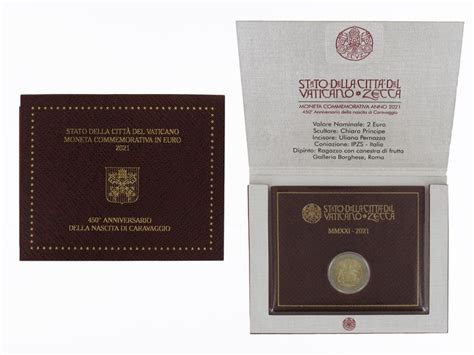 STATO DELLA CITTÀ DEL VATICANO
MONETA COMMEMORATIVA IN EURO
2021
450° ANNIVERSARIO
DELLA NASCITA DI CARAVAGGIO
STATO DELLA CITTÀ DEL
VATICANO ZECCA
MONETA COMMEMORATIVA ANNO 2021
450° Anniversario della nascita di Caravaggio
Valore Nominale: 2 Euro
Scultore: Chiara Principe
Incisore: Uliana Pernazza
Coniazione: IPZS - Italia
Dipinto: Ragazzo con canestra di frutta
Galleria Borghese, Roma
STATO DELLA CITTÀ DEL
VATICANO ZECCA
MMXXI - 2021